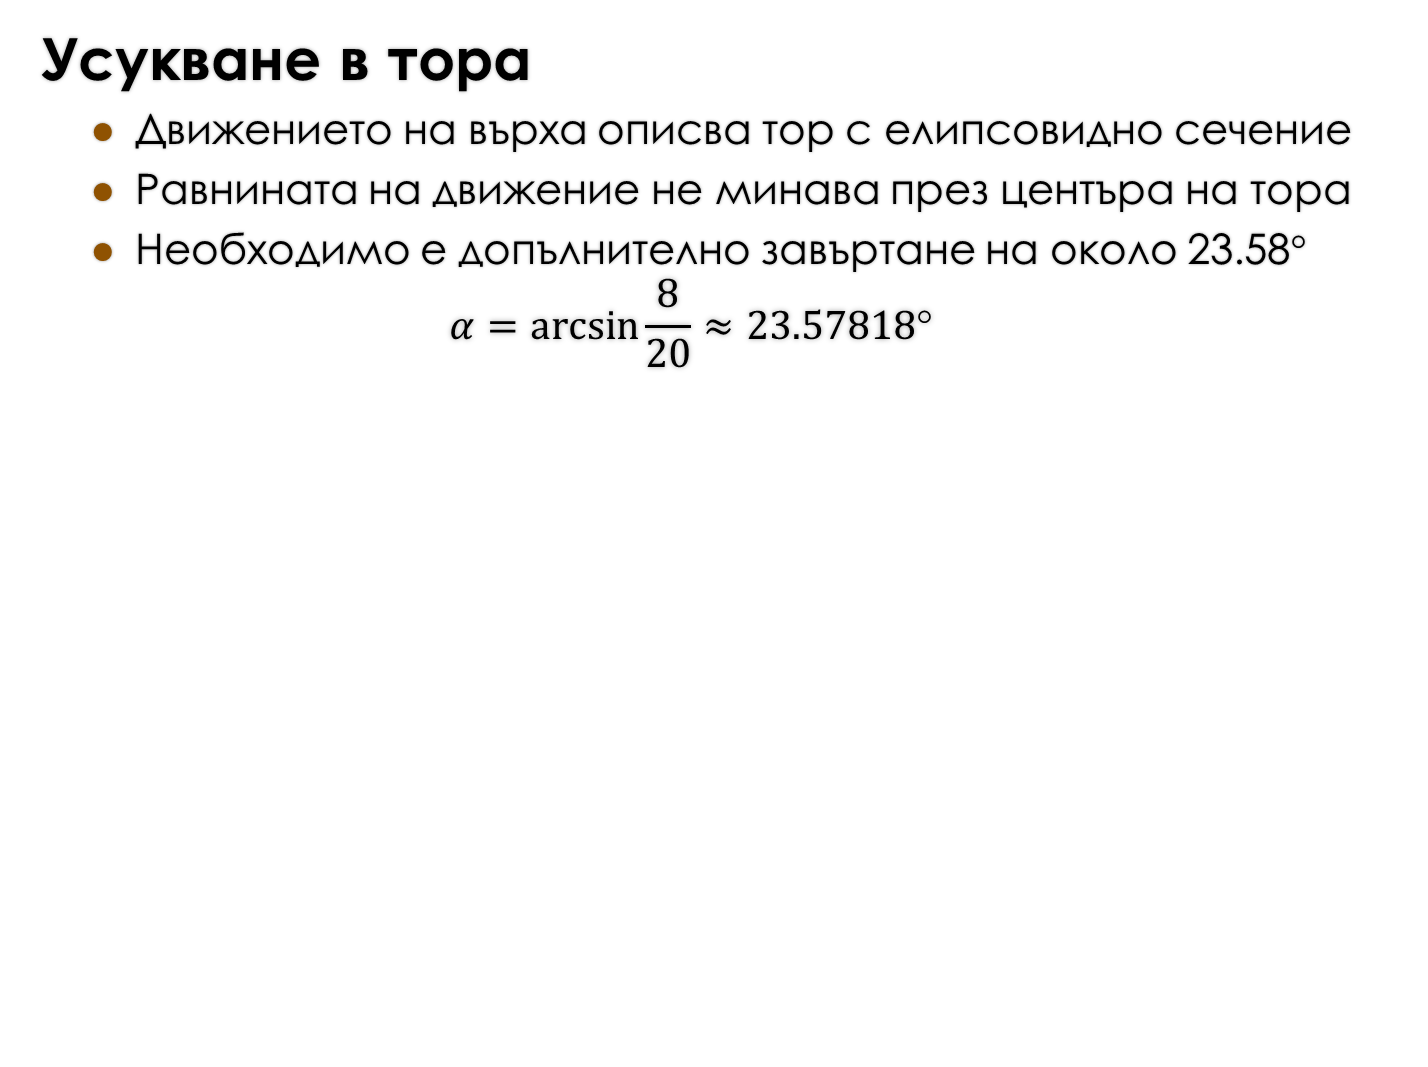 Усукване в тора
● Движението на върха описва тор с елипсовидно сечение
● Равнината на движение не минава през центъра на тора
● Необходимо е допълнително завъртане на около 23.58°
𝛼 = arcsin 8/20 ≈ 23.57818°